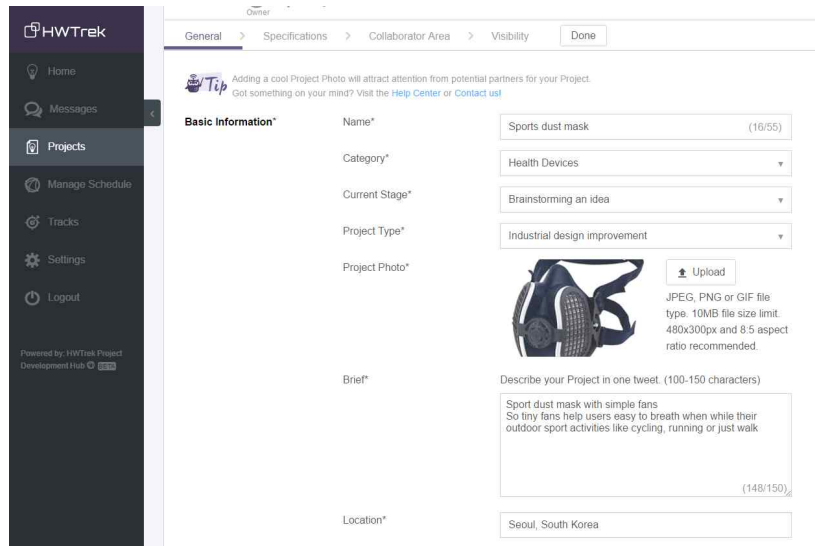 Owner
HWTrek
General > Specifications > Collaborator Area > Visibility Done
Home
Messages
Projects
Manage Schedule
Tracks
Settings
Logout
Powered by: HWTrek Project
Development Hub BETA
Tip
Adding a cool Project Photo will attract attention from potential partners for your Project.
Got something on your mind? Visit the Help Center or Contact us!
Basic Information*
Name*
Sports dust mask (16/55)
Category*
Health Devices
Current Stage*
Brainstorming an idea
Project Type*
Industrial design improvement
Project Photo*
Upload
JPEG, PNG or GIF file
type. 10MB file size limit.
480x300px and 8:5 aspect
ratio recommended.
Brief*
Describe your Project in one tweet. (100-150 characters)
Sport dust mask with simple fans
So tiny fans help users easy to breath when while their
outdoor sport activities like cycling, running or just walk
(148/150)
Location*
Seoul, South Korea